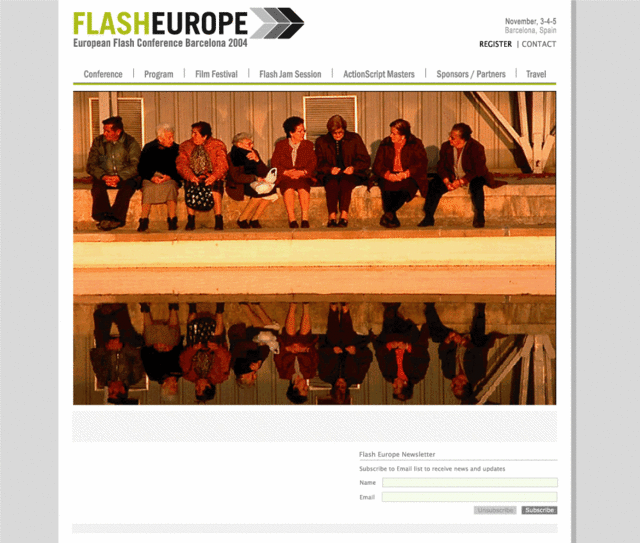 FLASHEUROPE
European Flash Conference Barcelona 2004
November, 3-4-5
Barcelona, Spain
REGISTER | CONTACT
Conference | Program | Film Festival | Flash Jam Session | ActionScript Masters | Sponsors / Partners | Travel
Flash Europe Newsletter
Subscribe to Email list to receive news and updates
Name
Email
Unsubscribe Subscribe